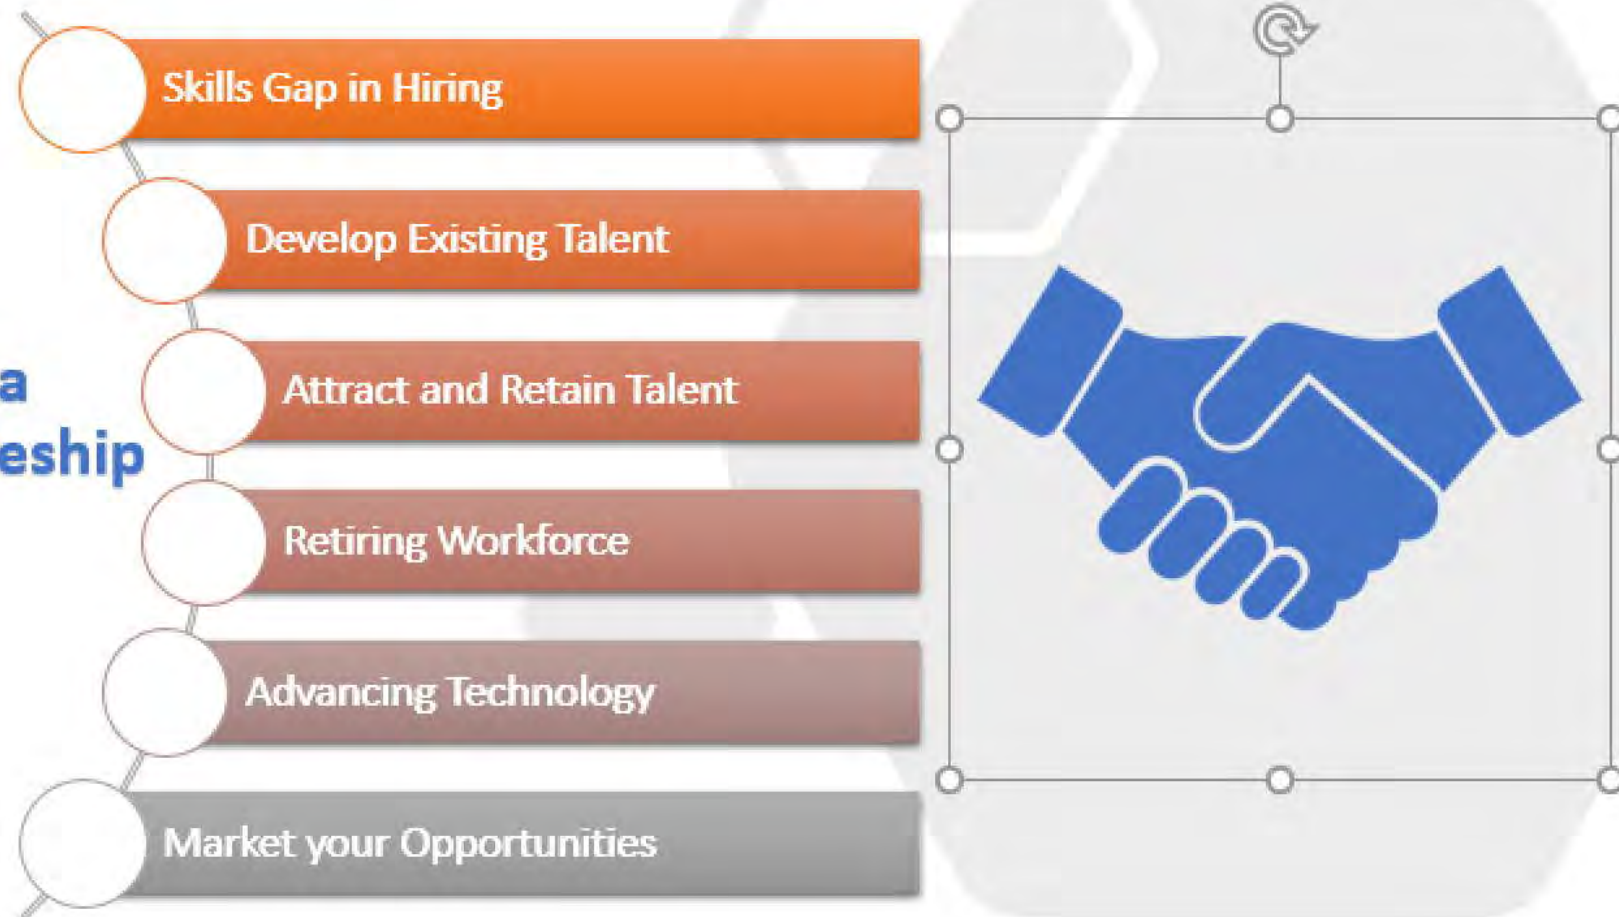 Skills Gap in Hiring
Develop Existing Talent
Attract and Retain Talent
a
eship
Retiring Workforce
Advancing Technology
Market your Opportunities